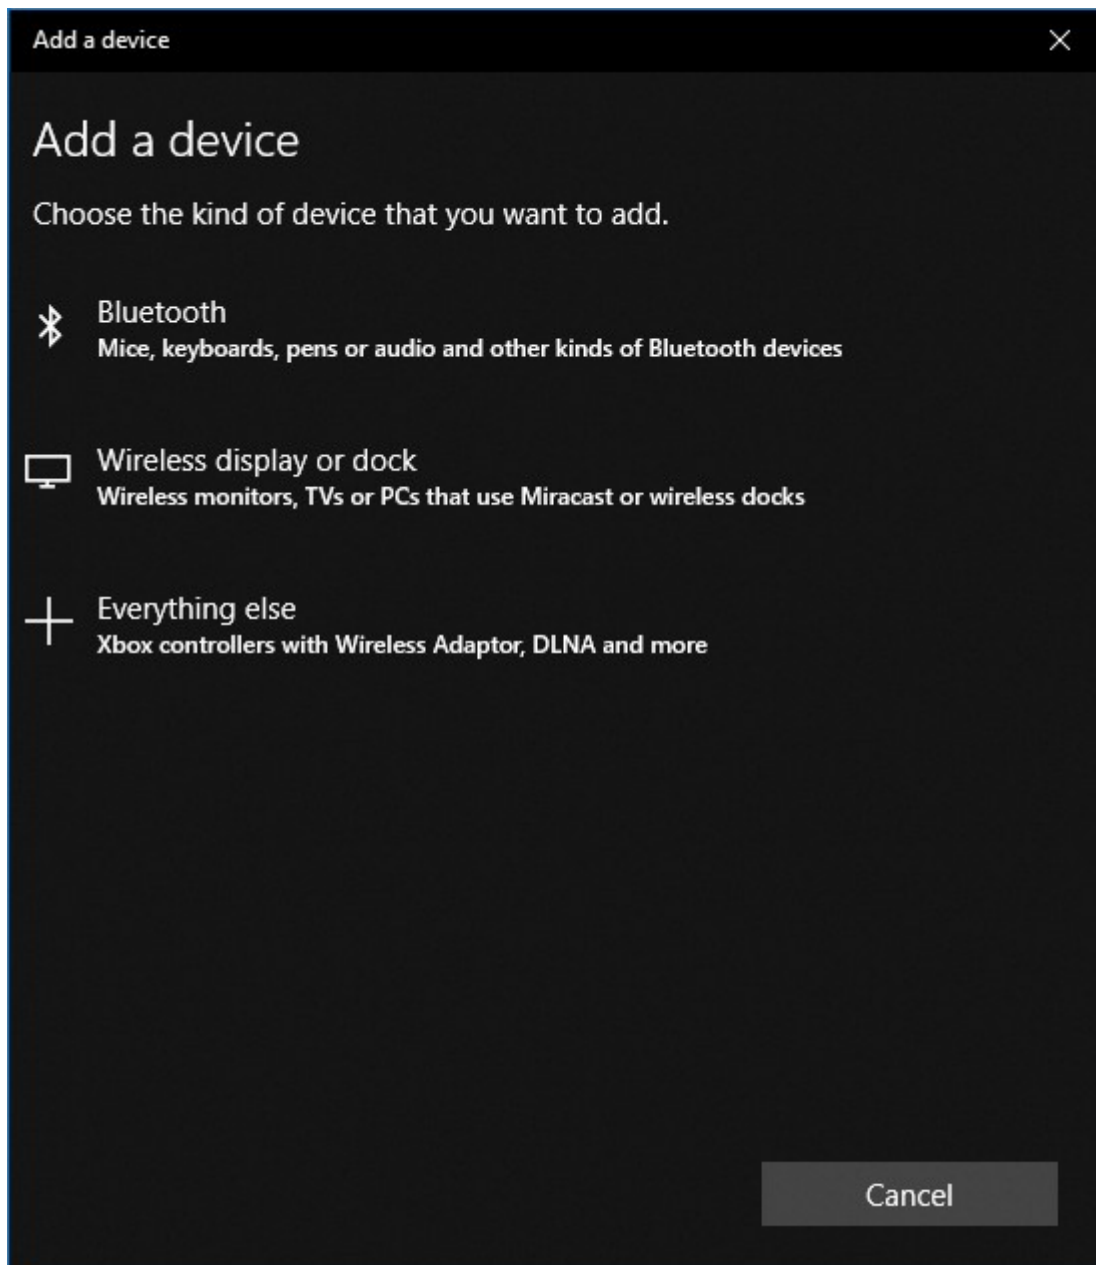 Add a device
Add a device
Choose the kind of device that you want to add.
Bluetooth
Mice, keyboards, pens or audio and other kinds of Bluetooth devices
Wireless display or dock
Wireless monitors, TVs or PCs that use Miracast or wireless docks
Everything else
Xbox controllers with Wireless Adaptor, DLNA and more
Cancel